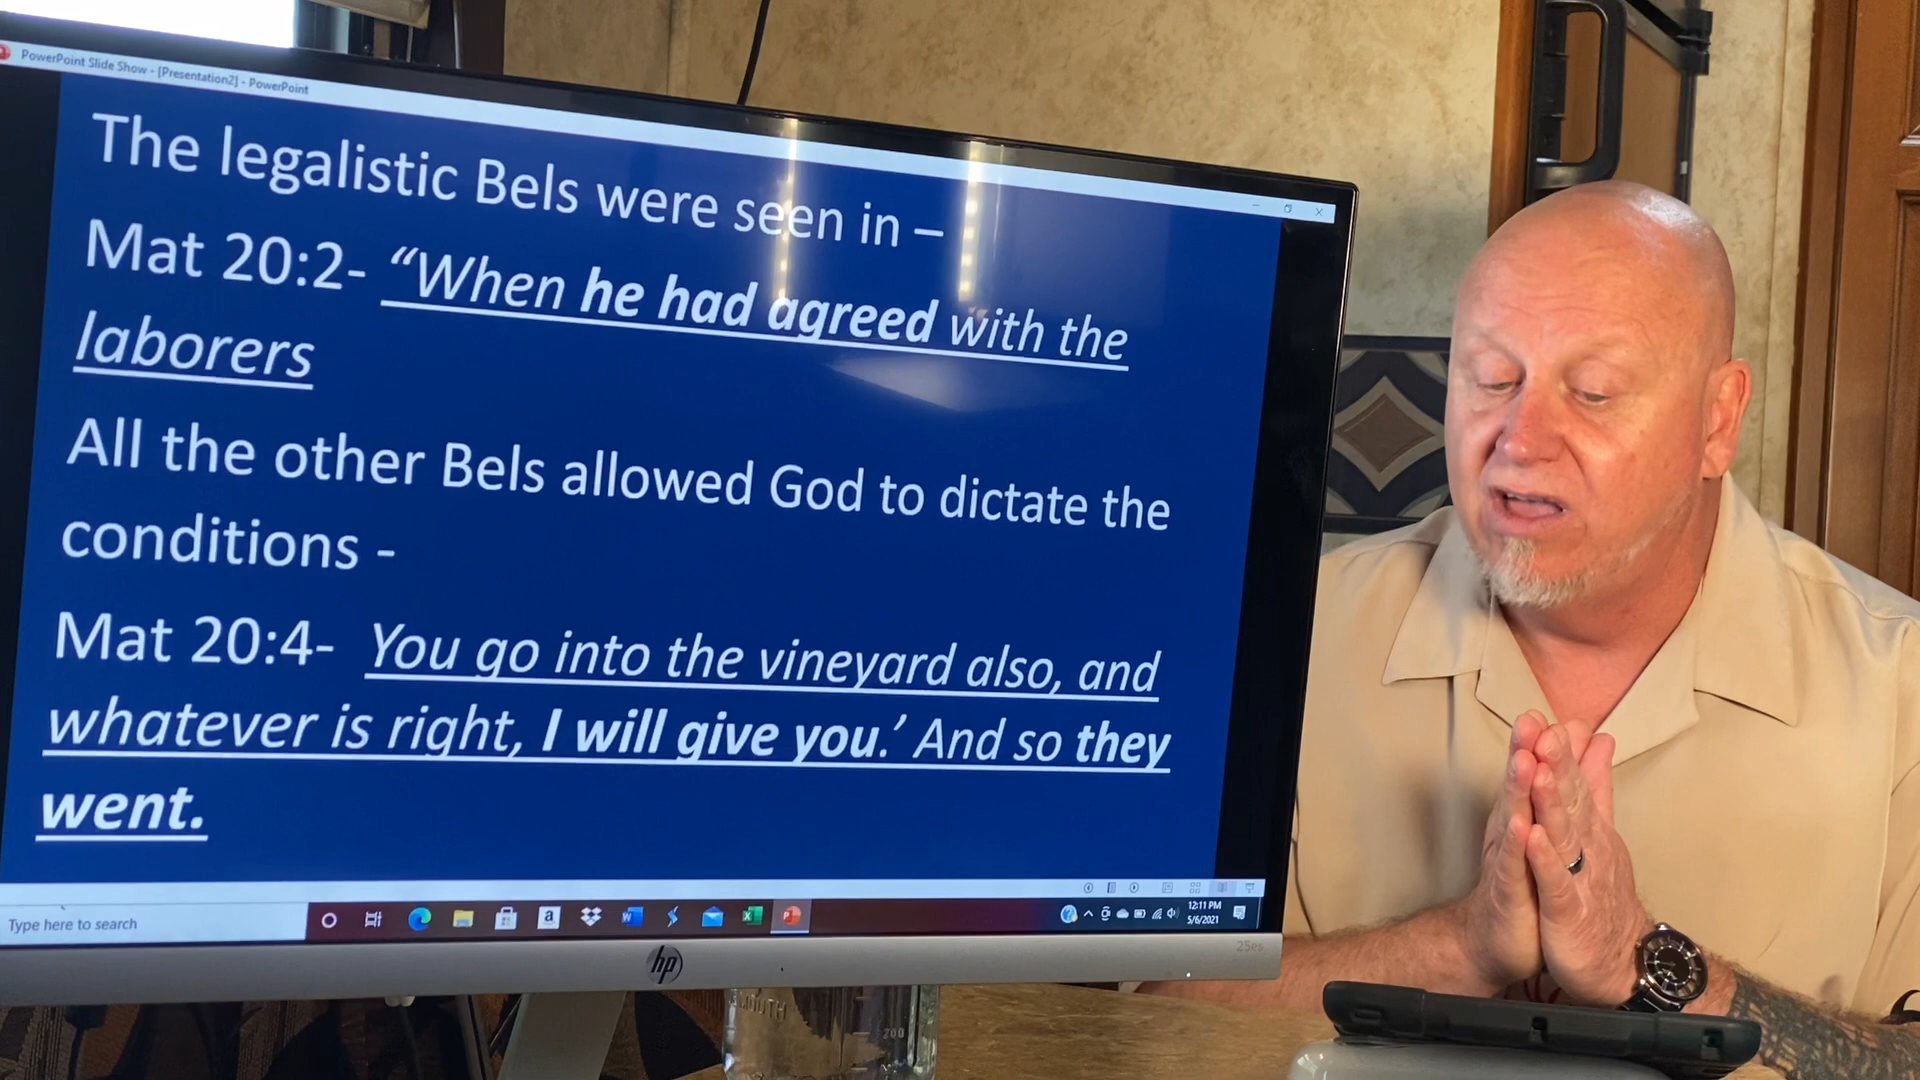 PowerPoint Slide Show - [Presentation2] - PowerPoint
The legalistic Bels were seen in –
Mat 20:2- “When he had agreed with the
laborers
All the other Bels allowed God to dictate the
conditions -
Mat 20:4- You go into the vineyard also, and
whatever is right, I will give you.’ And so they
went.
Type here to search
12:11 PM
5/6/2021
hp
25es
200